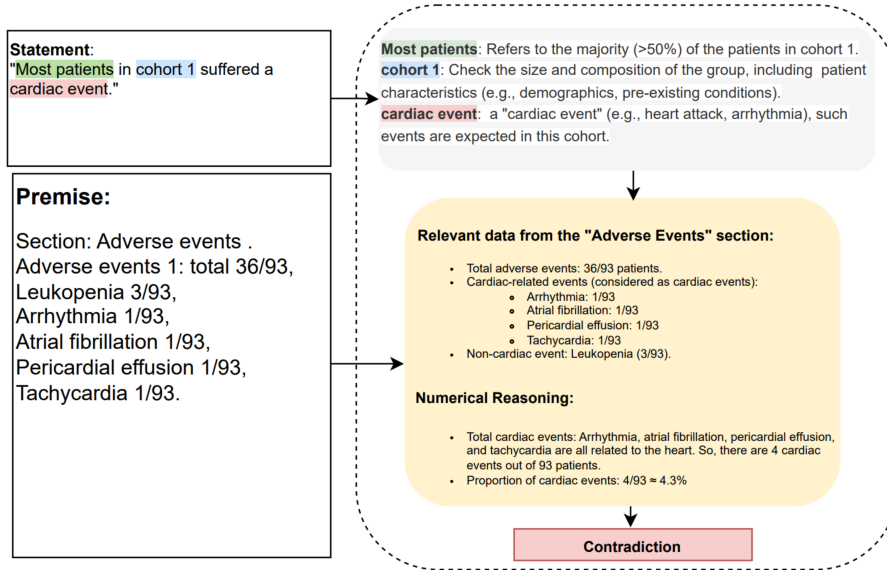 Statement:
"Most patients in cohort 1 suffered a
cardiac event."
Most patients: Refers to the majority (>50%) of the patients in cohort 1.
cohort 1: Check the size and composition of the group, including patient
characteristics (e.g., demographics, pre-existing conditions).
cardiac event: a "cardiac event" (e.g., heart attack, arrhythmia), such
events are expected in this cohort.
Premise:
Section: Adverse events .
Adverse events 1: total 36/93,
Leukopenia 3/93,
Arrhythmia 1/93,
Atrial fibrillation 1/93,
Pericardial effusion 1/93,
Tachycardia 1/93.
Relevant data from the "Adverse Events" section:
• Total adverse events: 36/93 patients.
• Cardiac-related events (considered as cardiac events):
Arrhythmia: 1/93
Atrial fibrillation: 1/93
Pericardial effusion: 1/93
Tachycardia: 1/93
• Non-cardiac event: Leukopenia (3/93).
Numerical Reasoning:
• Total cardiac events: Arrhythmia, atrial fibrillation, pericardial effusion,
and tachycardia are all related to the heart. So, there are 4 cardiac
events out of 93 patients.
• Proportion of cardiac events: 4/93 ≈ 4.3%
Contradiction